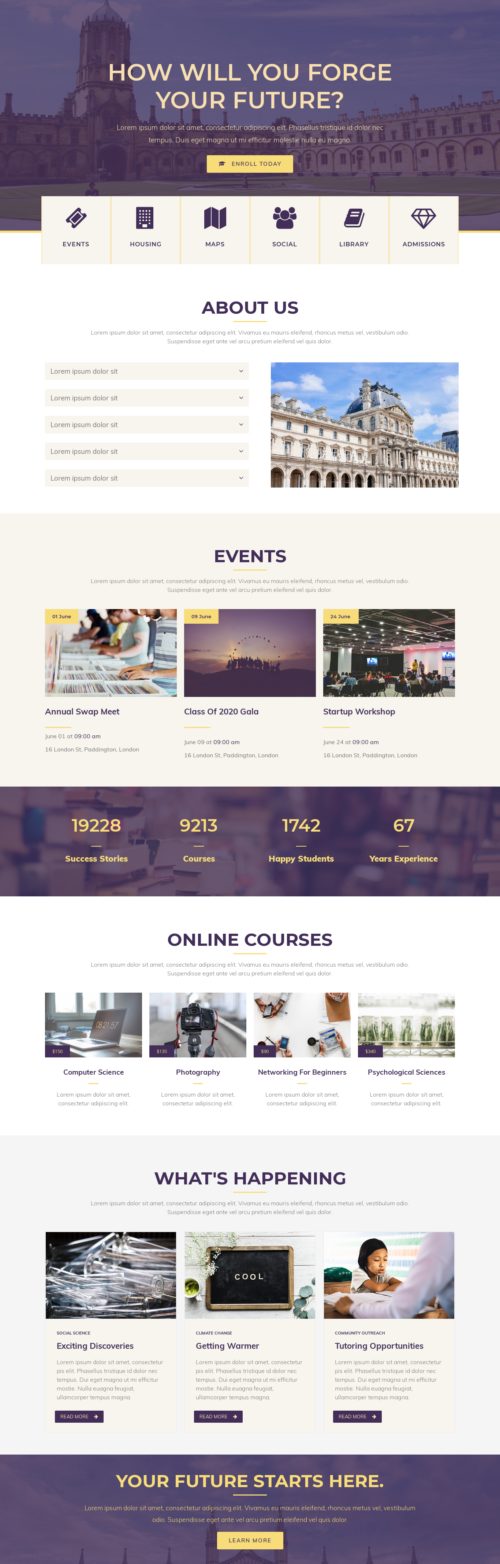 HOW WILL YOU FORGE
YOUR FUTURE?
Lorem ipsum dolor sit amet, consectetur adipiscing elit. Phasellus tristique id dolor nec
tempus. Duis eget magna ut mi efficitur molestie nulla eu magna.
ENROLL TODAY
EVENTS
HOUSING
MAPS
SOCIAL
LIBRARY
ADMISSIONS
ABOUT US
Lorem ipsum dolor sit amet, consectetur adipiscing elit. Vivamus eu mauris eleifend, rhoncus metus vel, vestibulum odio.
Suspendisse eget ante vel arcu pretium eleifend vel quis dolor.
Lorem ipsum dolor sit
Lorem ipsum dolor sit
Lorem ipsum dolor sit
Lorem ipsum dolor sit
Lorem ipsum dolor sit
EVENTS
Lorem ipsum dolor sit amet, consectetur adipiscing elit. Vivamus eu mauris eleifend, rhoncus metus vel, vestibulum odio.
Suspendisse eget ante vel arcu pretium eleifend vel quis dolor.
01 June
Annual Swap Meet
June 01 at 09:00 am
16 London St, Paddington, London
09 June
Class Of 2020 Gala
June 09 at 09:00 am
16 London St, Paddington, London
24 June
Startup Workshop
June 24 at 09:00 am
16 London St, Paddington, London
19228
Success Stories
9213
Courses
1742
Happy Students
67
Years Experience
ONLINE COURSES
Lorem ipsum dolor sit amet, consectetur adipiscing elit. Vivamus eu mauris eleifend, rhoncus metus vel, vestibulum odio.
Suspendisse eget ante vel arcu pretium eleifend vel quis dolor.
08:21:57
$150
Computer Science
Lorem ipsum dolor sit amet,
consectetur adipiscing elit
$130
Photography
Lorem ipsum dolor sit amet,
consectetur adipiscing elit.
$90
Networking For Beginners
Lorem ipsum dolor sit amet,
consectetur adipiscing elit.
$340
Psychological Sciences
Lorem ipsum dolor sit amet,
consectetur adipiscing elit.
WHAT'S HAPPENING
Lorem ipsum dolor sit amet, consectetur adipiscing elit. Vivamus eu mauris eleifend, rhoncus metus vel, vestibulum odio.
Suspendisse eget ante vel arcu pretium eleifend vel quis dolor.
SOCIAL SCIENCE
Exciting Discoveries
Lorem ipsum dolor sit amet, consectetur
pis elit. Phasellus tristique id dolor nec
tempus. Dui eget magna ut mi efficitur
mostie. Nulla euagna feugiat,
ullamcorper tempus magna.
READ MORE
COOL
CLIMATE CHANGE
Getting Warmer
Lorem ipsum dolor sit amet, consectetur
pis elit. Phasellus tristique id dolor nec
tempus. Dui eget magna ut mi efficitur
mostie. Nulla euagna feugiat,
ullamcorper tempus magna.
READ MORE
COMMUNITY OUTREACH
Tutoring Opportunities
Lorem ipsum dolor sit amet, consectetur
pis elit. Phasellus tristique id dolor nec
tempus. Dui eget magna ut mi efficitur
mostie. Nulla euagna feugiat,
ullamcorper tempus magna.
READ MORE
YOUR FUTURE STARTS HERE.
Lorem ipsum dolor sit amet, consectetur adipiscing elit. Vivamus eu mauris eleifend, rhoncus metus vel, vestibulum
odio. Suspendisse eget ante vel arcu pretium eleifend vel quis dolor.
LEARN MORE